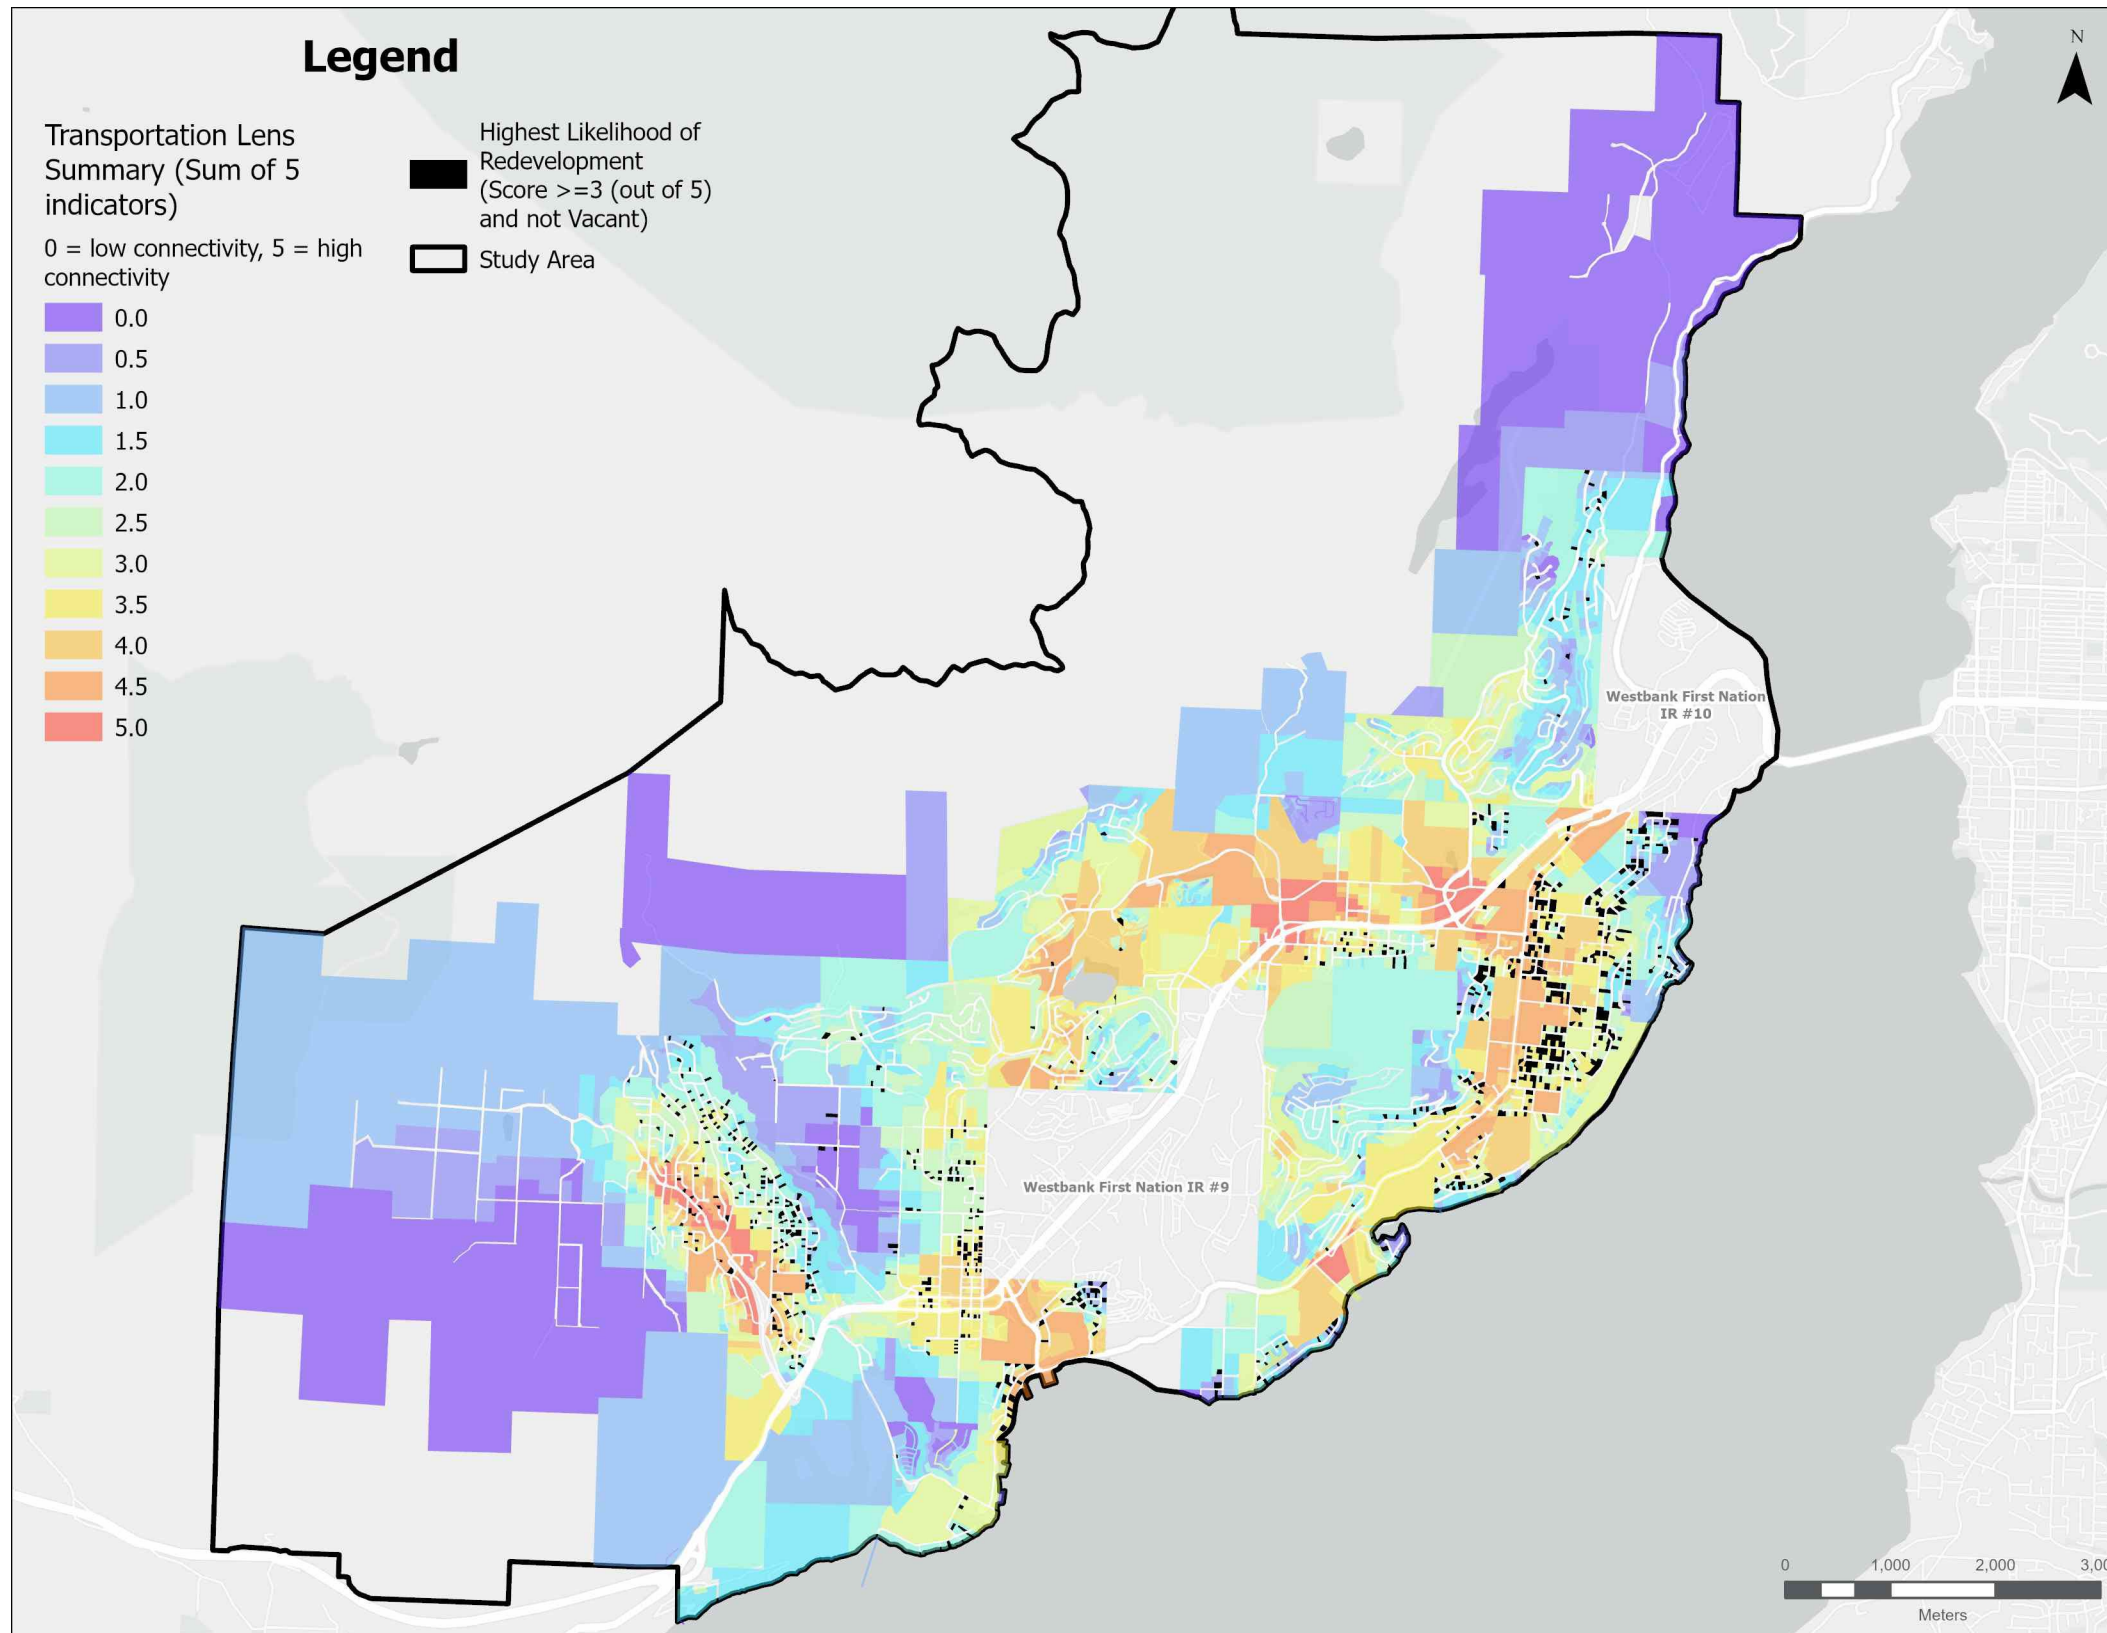 Legend
Transportation Lens
Summary (Sum of 5
indicators)
0 = low connectivity, 5 = high
connectivity
0.0
0.5
1.0
1.5
2.0
2.5
3.0
3.5
4.0
4.5
5.0
Highest Likelihood of
Redevelopment
(Score >=3 (out of 5)
and not Vacant)
Study Area
N
Westbank First Nation
IR #10
Westbank First Nation IR #9
0 1,000 2,000 3,00
Meters